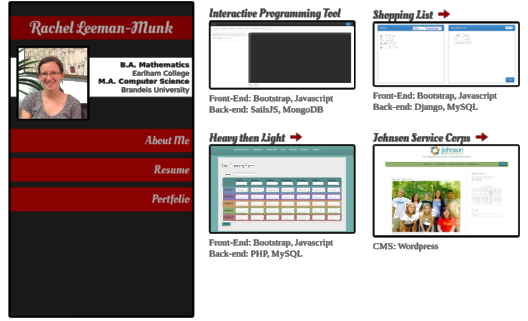 Rachel Leeman-Munk
B.A. Mathematics
Earlham College
M.A. Computer Science
Brandeis University
About Me
Resume
Portfolio
Interactive Programming Tool
Front-End: Bootstrap, Javascript
Back-end: SailsJS, MongoDB
Shopping List
Front-End: Bootstrap, Javascript
Back-end: Django, MySQL
Heavy then Light
Front-End: Bootstrap, Javascript
Back-end: PHP, MySQL
Johnson Service Corps
johnson
CMS: Wordpress